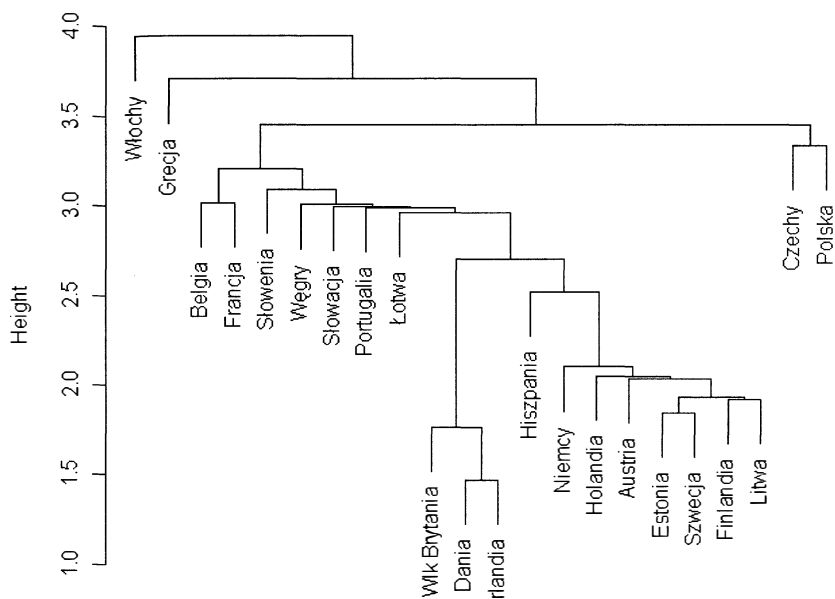 Height
4.0
3.5
3.0
2.5
2.0
1.5
1.0
Włochy
Grecja
Belgia
Francja
Słowenia
Węgry
Słowacja
Portugalia
Łotwa
Wlk Brytania
Dania
rlandia
Hiszpania
Niemcy
Holandia
Austria
Estonia
Szwecja
Finlandia
Litwa
Czechy
Polska